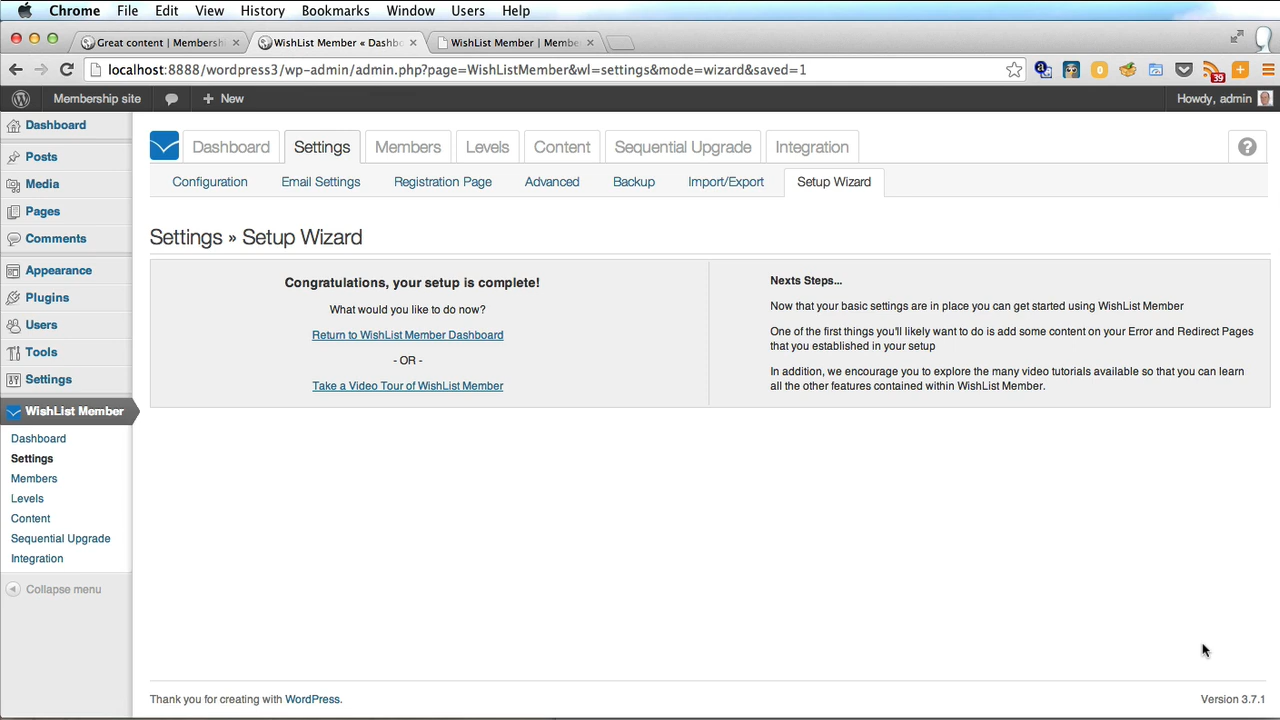 Chrome File Edit View History Bookmarks Window Users Help
Great content | Membersh
WishList Member « Dashbo
WishList Member | Membe
localhost:8888/wordpress3/wp-admin/admin.php?page=WishListMember&wl=settings&mode=wizard&saved=1
39
Membership site + New Howdy, admin
Dashboard
Posts
Media
Pages
Comments
Appearance
Plugins
Users
Tools
Settings
WishList Member
Dashboard
Settings
Members
Levels
Content
Sequential Upgrade
Integration
Collapse menu
Dashboard Settings Members Levels Content Sequential Upgrade Integration ?
Configuration Email Settings Registration Page Advanced Backup Import/Export Setup Wizard
Settings » Setup Wizard
Congratulations, your setup is complete!
What would you like to do now?
Return to WishList Member Dashboard
- OR -
Take a Video Tour of WishList Member
Nexts Steps...
Now that your basic settings are in place you can get started using WishList Member
One of the first things you'll likely want to do is add some content on your Error and Redirect Pages
that you established in your setup
In addition, we encourage you to explore the many video tutorials available so that you can learn
all the other features contained within WishList Member.
Thank you for creating with WordPress.
Version 3.7.1